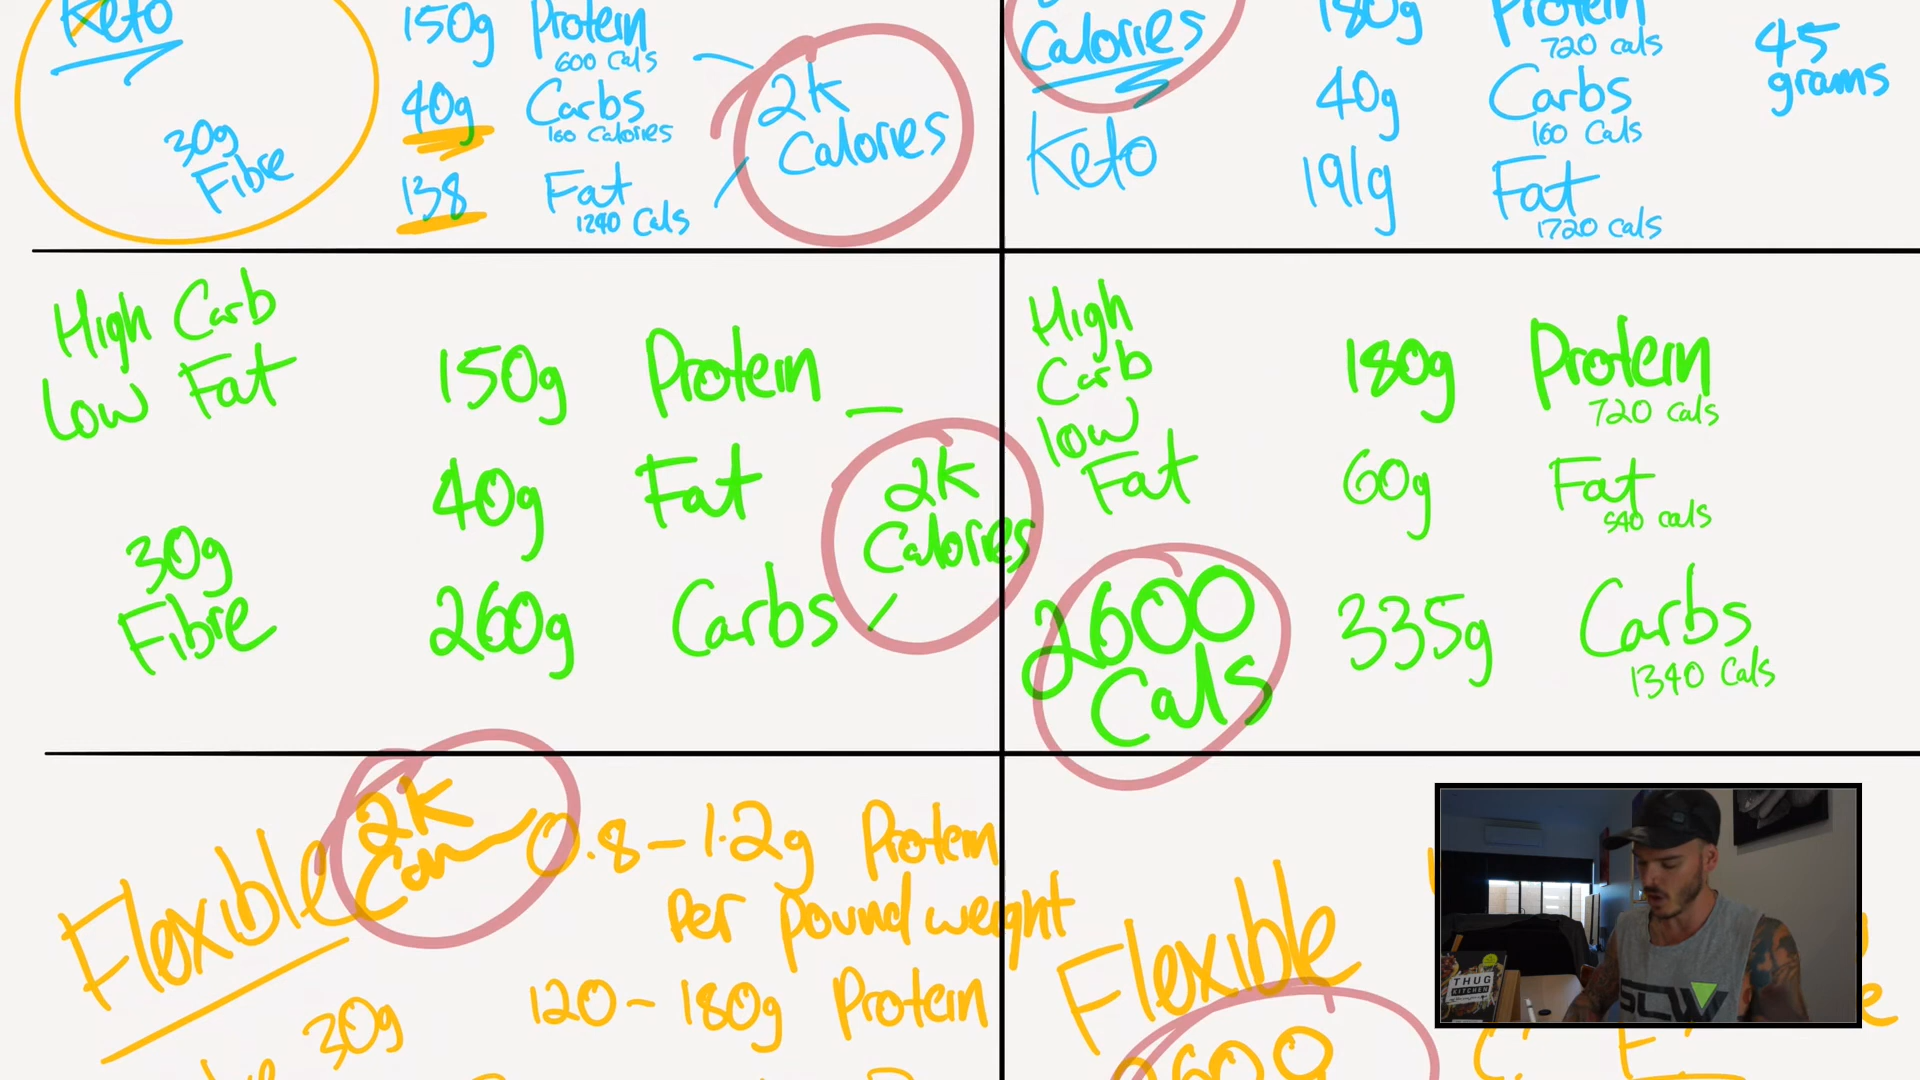 Keto
30g
Fibre
150g Protein
600 Cals
40g Carbs
160 Calories
138 Fat
1240 Cals
2k
Calories
Calories
Keto
180g Protein
720 Cals
40g Carbs
160 Cals
191g Fat
1720 Cals
45
grams
High Carb
Low Fat
30g
Fibre
150g Protein
40g Fat
260g Carbs
2k
Calories
High
Carb
low
Fat
2600
Cals
180g Protein
720 Cals
60g Fat
540 Cals
335g Carbs
1340 Cals
Flexible
2k
30g
0.8-1.2g Protein
Per pound weight
120-180g Protein
Flexible
2600
THUG
KITCHEN